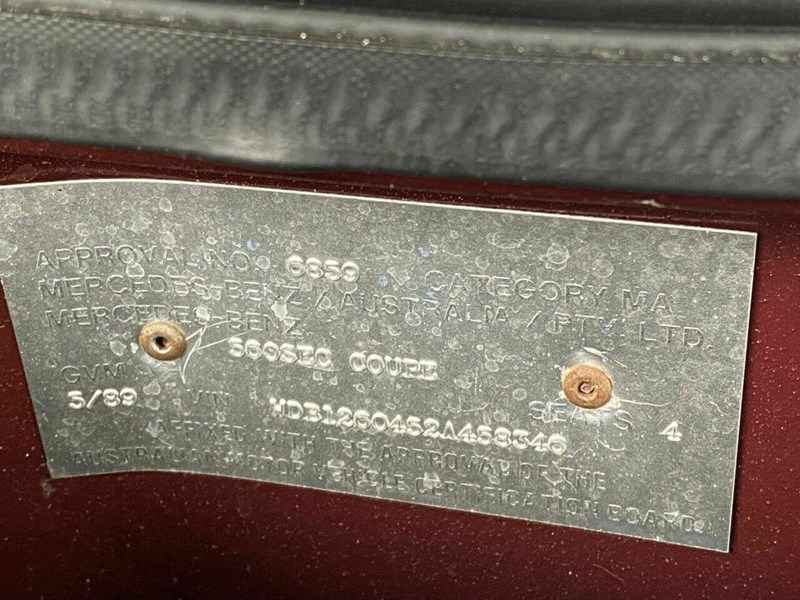 APPROVAL NO. 6859 CATEGORY MA
MERCEDES-BENZ / AUSTRALIA / PTY. LTD.
MERCEDES-BENZ
560SEC COUPE
GVM SEATS 4
5/89 VIN WDB1260452A458346
AFFIXED WITH THE APPROVAL OF THE
AUSTRALIAN MOTOR VEHICLE CERTIFICATION BOARD